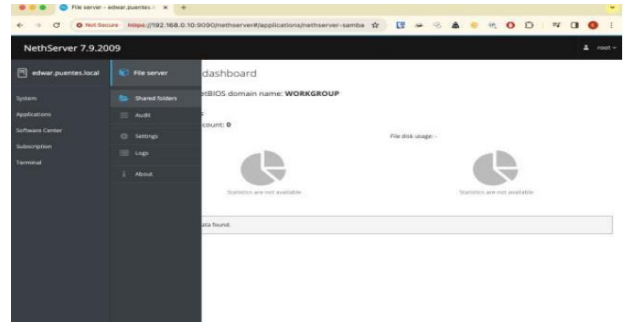 File server - edwar.puentes.l
Not Secure https://192.168.0.10:9090/nethserver#/applications/nethserver-samba
NethServer 7.9.2009
root
edwar.puentes.local
File server
dashboard
System
Applications
Software Center
Subscription
Terminal
Shared folders
Audit
Settings
Logs
About
etBIOS domain name: WORKGROUP
count: 0
File disk usage: -
Statistics are not available
Statistics are not available
ata found.